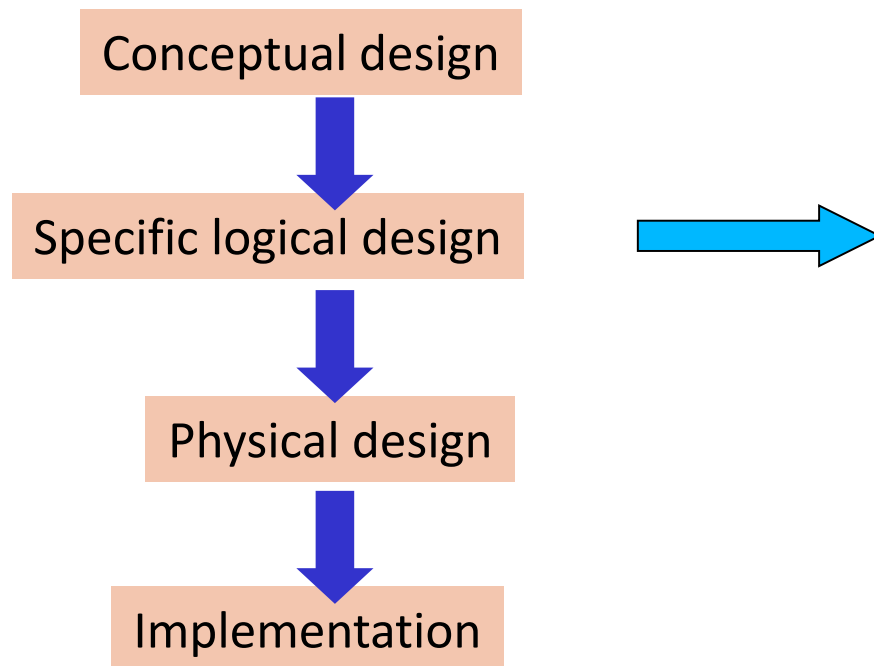 Conceptual design
Specific logical design
Physical design
Implementation